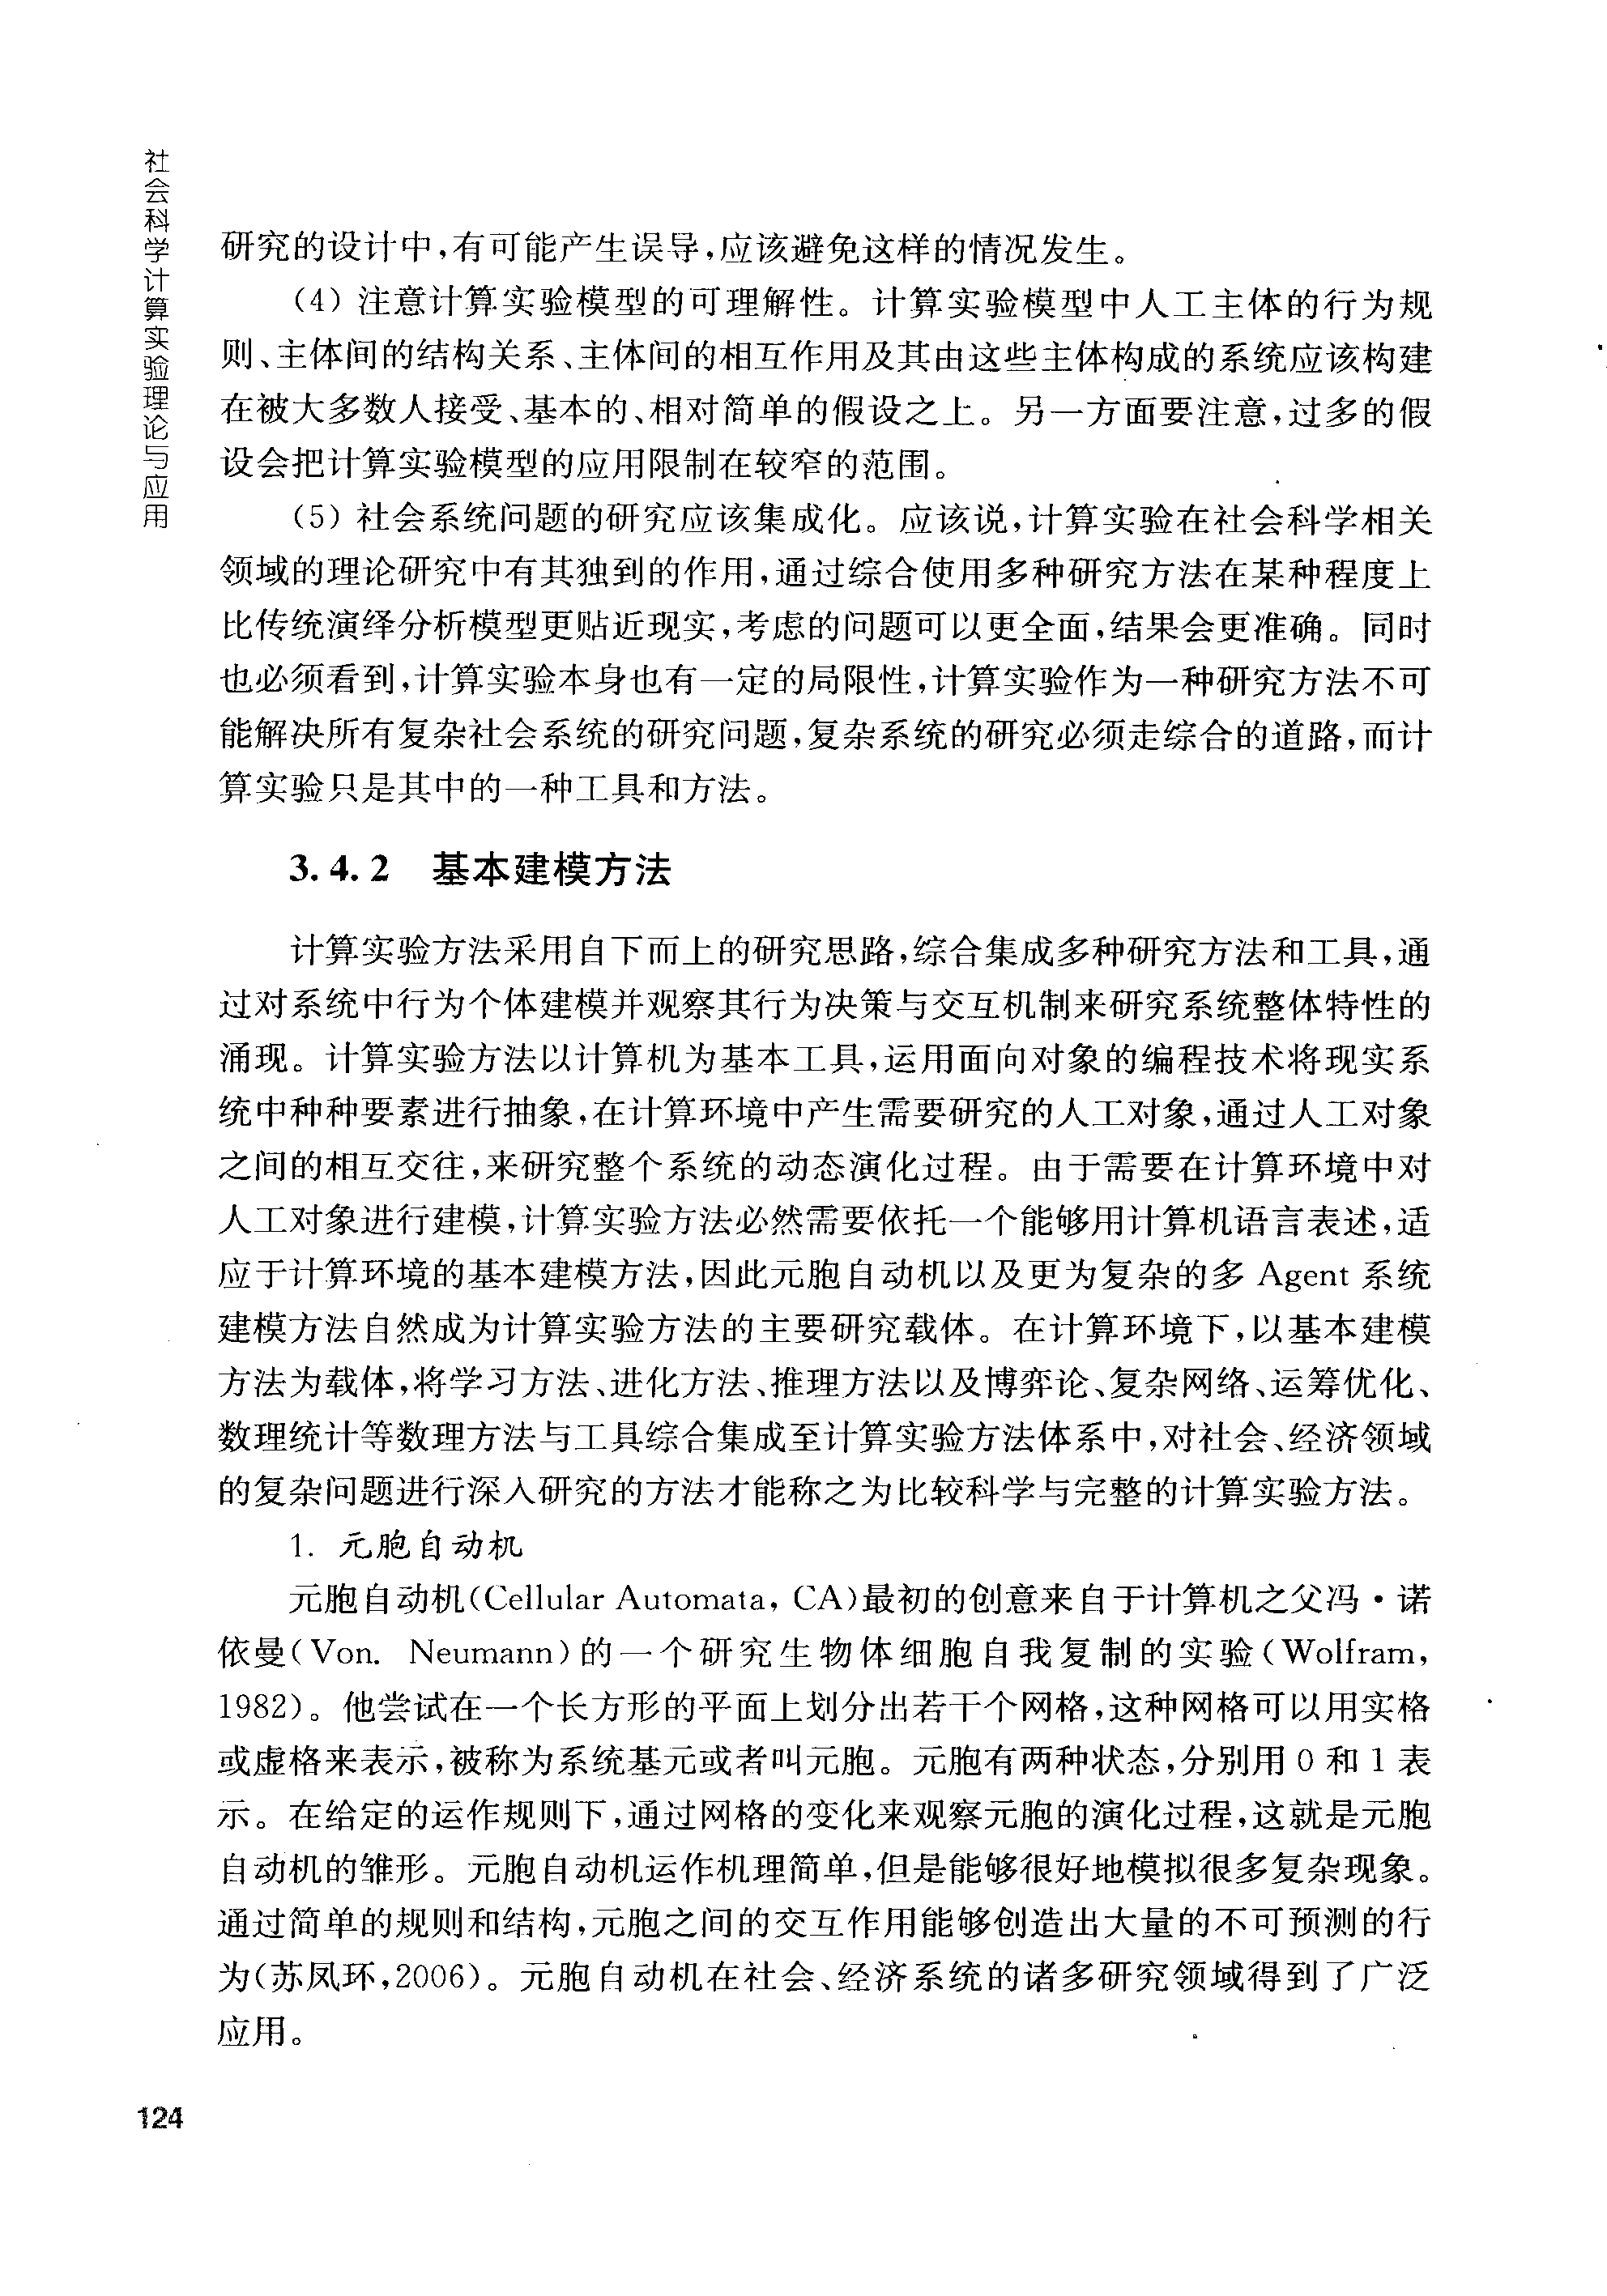 社会科学计算实验理论与应用
研究的设计中,有可能产生误导,应该避免这样的情况发生。
(4) 注意计算实验模型的可理解性。计算实验模型中人工主体的行为规
则、主体间的结构关系、主体间的相互作用及其由这些主体构成的系统应该构建
在被大多数人接受、基本的、相对简单的假设之上。另一方面要注意,过多的假
设会把计算实验模型的应用限制在较窄的范围。
(5) 社会系统问题的研究应该集成化。应该说,计算实验在社会科学相关
领域的理论研究中有其独到的作用,通过综合使用多种研究方法在某种程度上
比传统演绎分析模型更贴近现实,考虑的问题可以更全面,结果会更准确。同时
也必须看到,计算实验本身也有一定的局限性,计算实验作为一种研究方法不可
能解决所有复杂社会系统的研究问题,复杂系统的研究必须走综合的道路,而计
算实验只是其中的一种工具和方法。
3.4.2 基本建模方法
计算实验方法采用自下而上的研究思路,综合集成多种研究方法和工具,通
过对系统中行为个体建模并观察其行为决策与交互机制来研究系统整体特性的
涌现。计算实验方法以计算机为基本工具,运用面向对象的编程技术将现实系
统中种种要素进行抽象,在计算环境中产生需要研究的人工对象,通过人工对象
之间的相互交往,来研究整个系统的动态演化过程。由于需要在计算环境中对
人工对象进行建模,计算实验方法必然需要依托一个能够用计算机语言表述,适
应于计算环境的基本建模方法,因此元胞自动机以及更为复杂的多 Agent 系统
建模方法自然成为计算实验方法的主要研究载体。在计算环境下,以基本建模
方法为载体,将学习方法、进化方法、推理方法以及博弈论、复杂网络、运筹优化、
数理统计等数理方法与工具综合集成至计算实验方法体系中,对社会、经济领域
的复杂问题进行深入研究的方法才能称之为比较科学与完整的计算实验方法。
1. 元胞自动机
元胞自动机(Cellular Automata, CA)最初的创意来自于计算机之父冯·诺
依曼(Von. Neumann)的一个研究生物体细胞自我复制的实验(Wolfram,
1982)。他尝试在一个长方形的平面上划分出若干个网格,这种网格可以用实格
或虚格来表示,被称为系统基元或者叫元胞。元胞有两种状态,分别用 0 和 1 表
示。在给定的运作规则下,通过网格的变化来观察元胞的演化过程,这就是元胞
自动机的雏形。元胞自动机运作机理简单,但是能够很好地模拟很多复杂现象。
通过简单的规则和结构,元胞之间的交互作用能够创造出大量的不可预测的行
为(苏凤环,2006)。元胞自动机在社会、经济系统的诸多研究领域得到了广泛
应用。
124